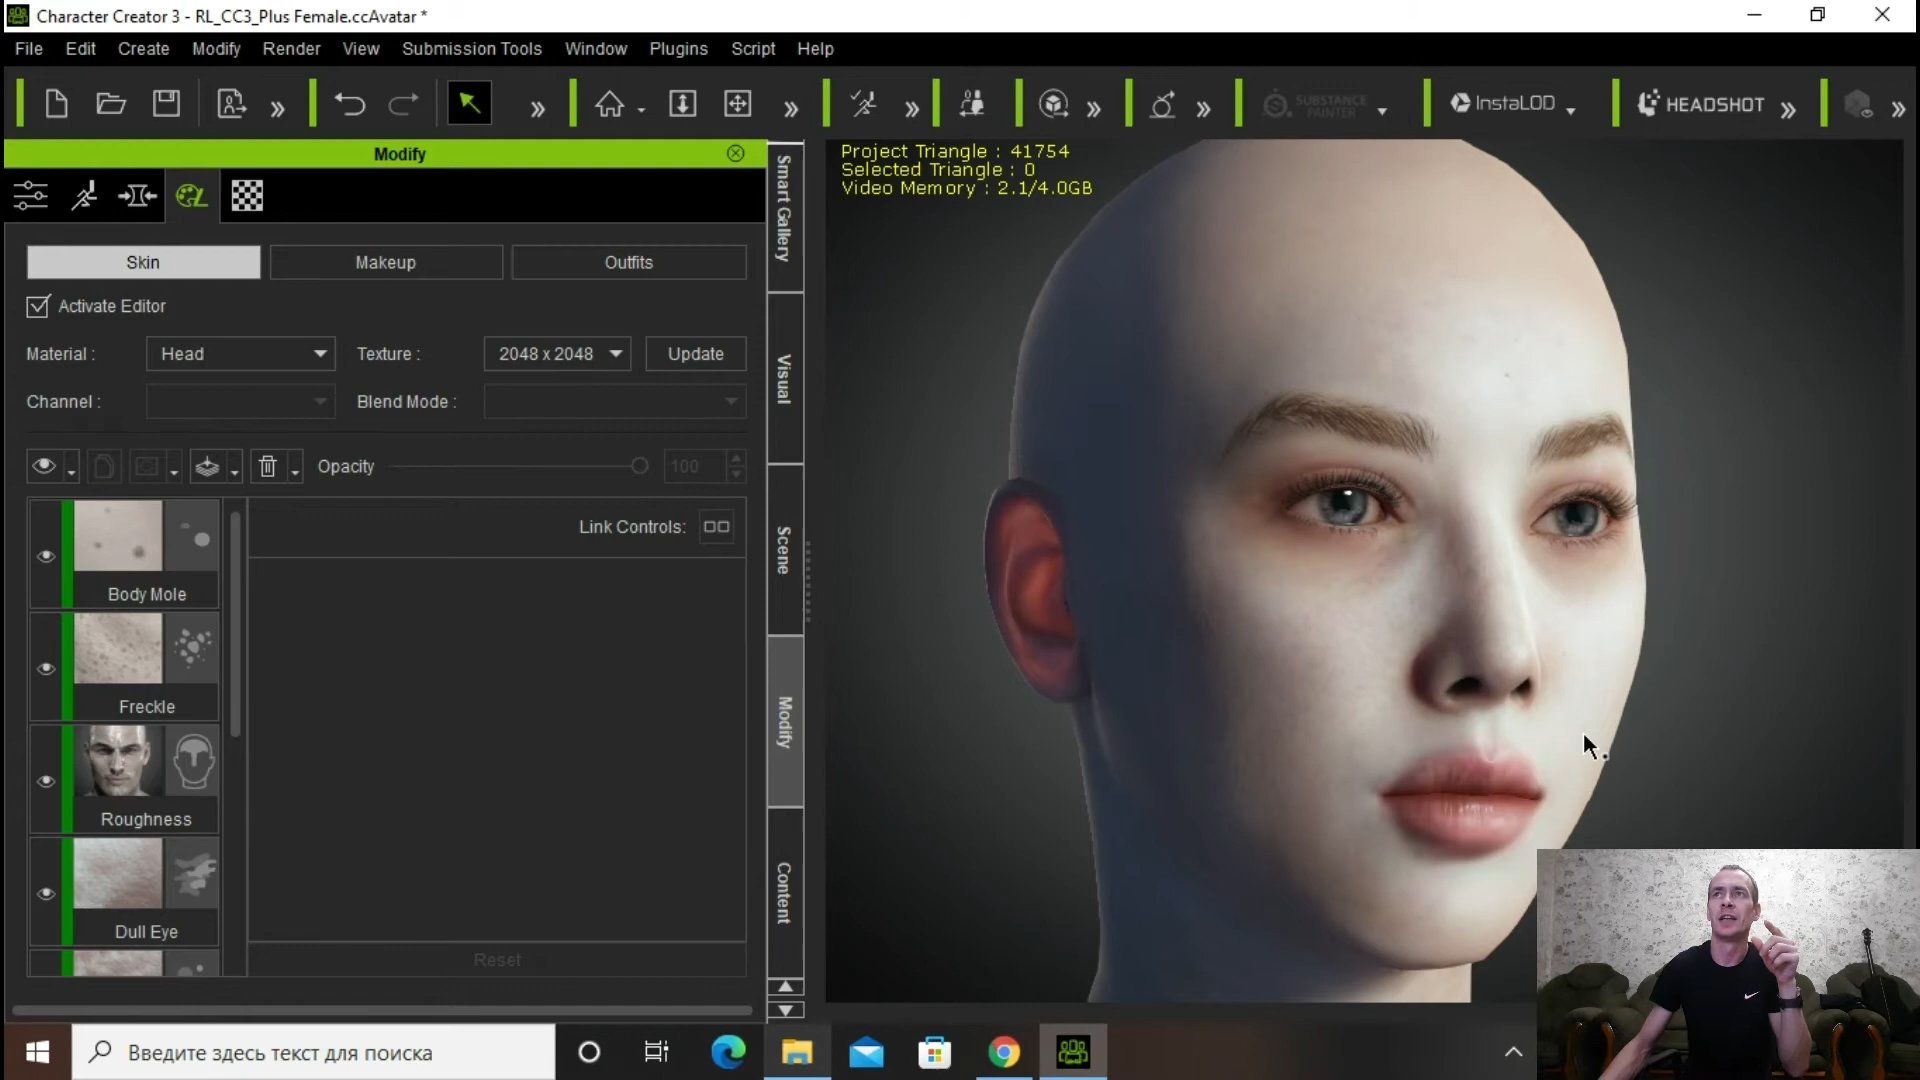 Character Creator 3 - RL_CC3_Plus Female.ccAvatar *
File Edit Create Modify Render View Submission Tools Window Plugins Script Help
SUBSTANCE PAINTER InstaLOD HEADSHOT
Modify
Skin Makeup Outfits
Activate Editor
Material : Head Texture : 2048 x 2048 Update
Channel : Blend Mode :
Opacity 100
Link Controls:
Body Mole
Freckle
Roughness
Dull Eye
Reset
Smart Gallery
Visual
Scene
Modify
Content
Project Triangle : 41754
Selected Triangle : 0
Video Memory : 2.1/4.0GB
Введите здесь текст для поиска